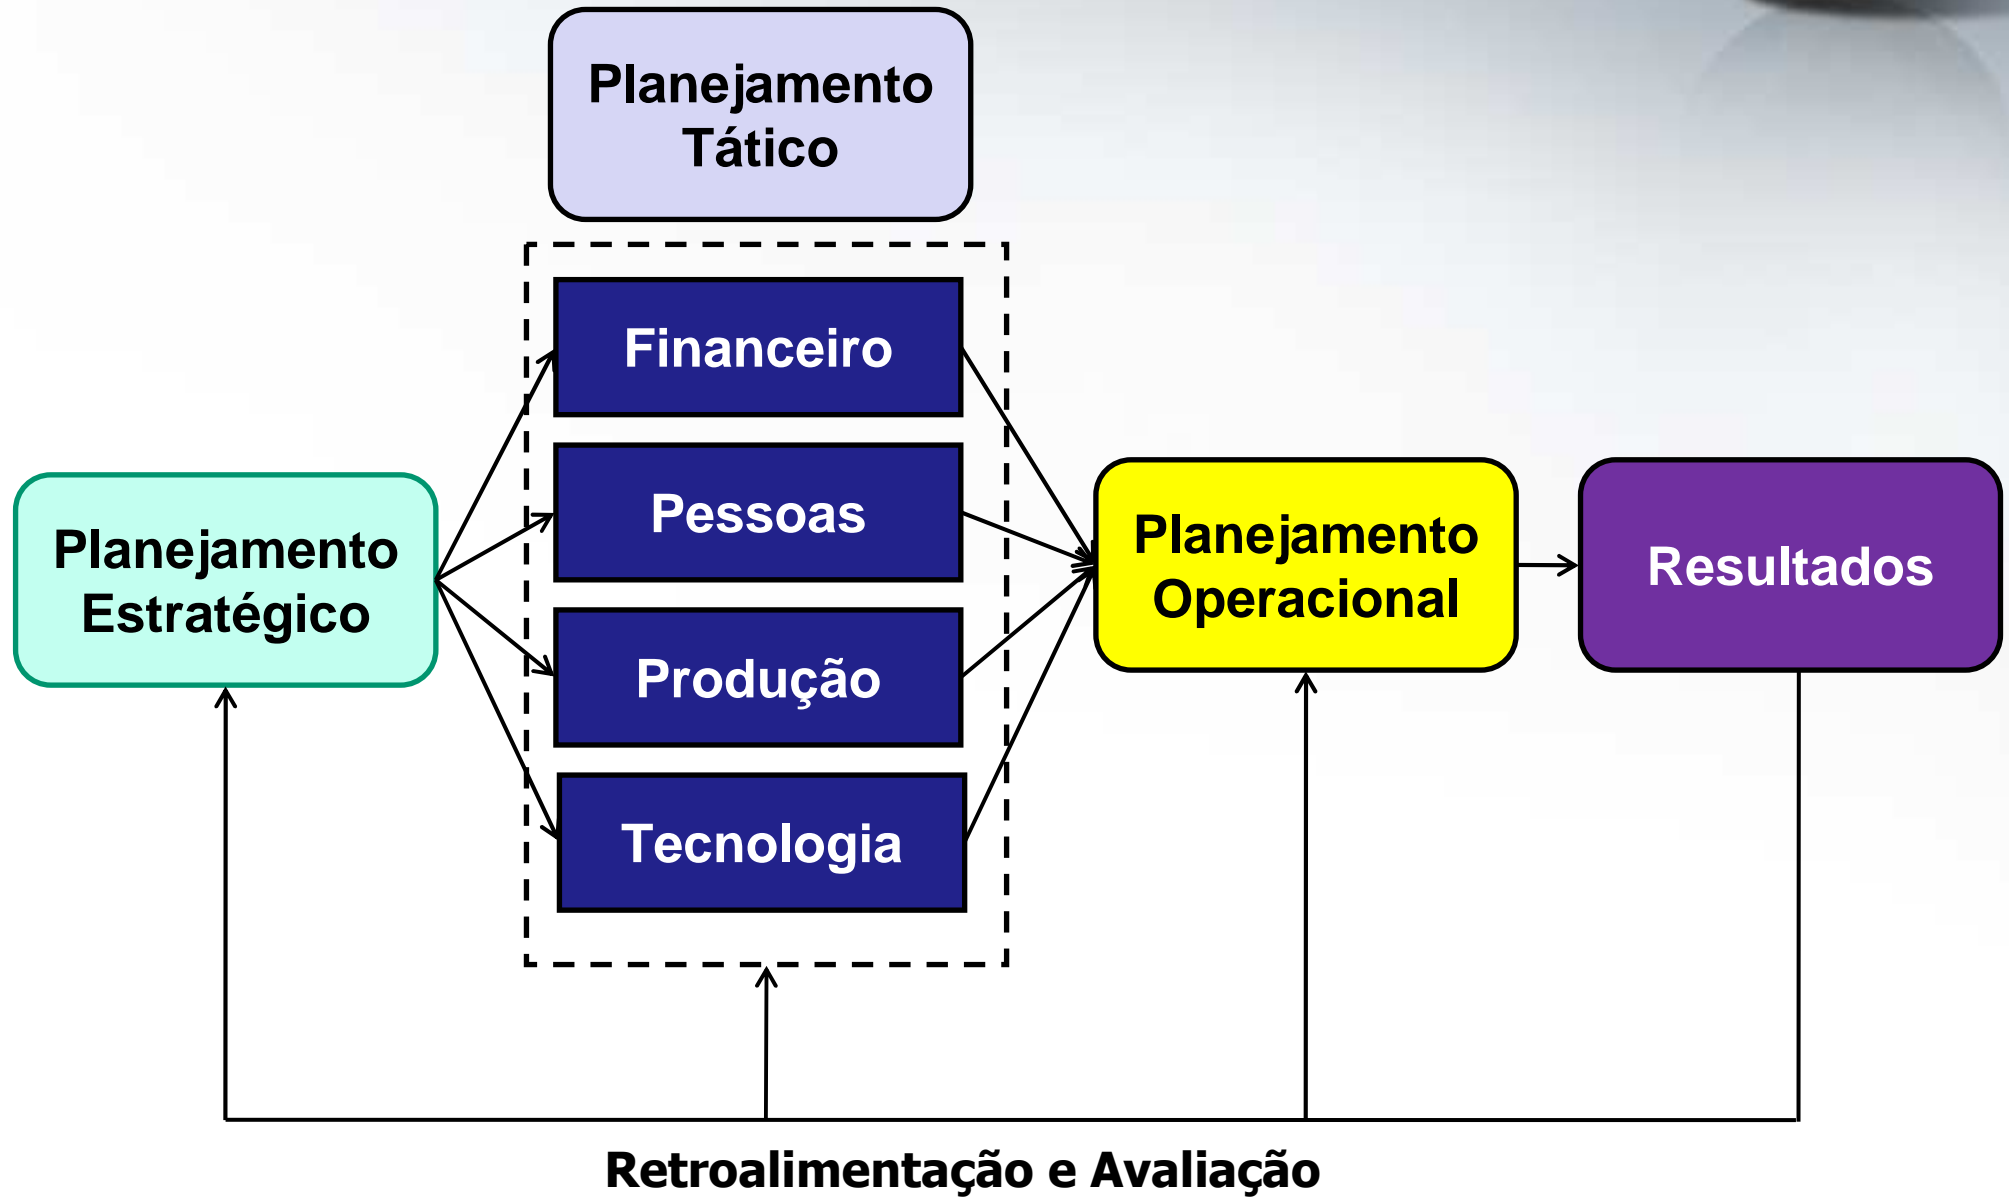 Planejamento
Tático
Financeiro
Pessoas
Produção
Tecnologia
Planejamento
Estratégico
Planejamento
Operacional
Resultados
Retroalimentação e Avaliação